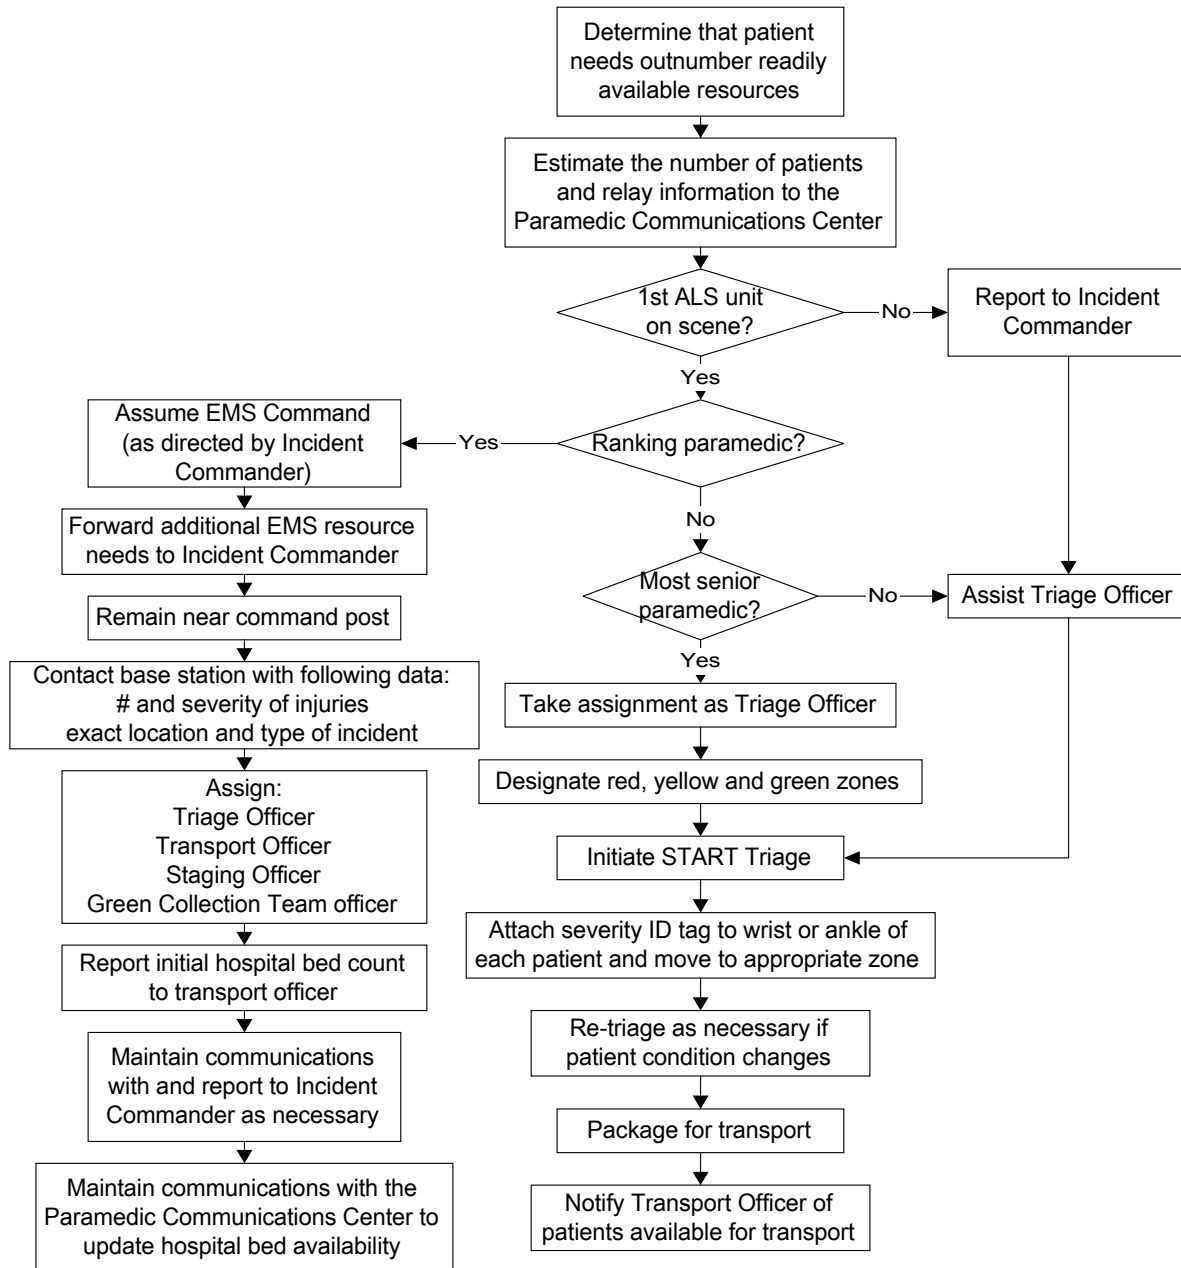 Determine that patient
needs outnumber readily
available resources
Estimate the number of patients
and relay information to the
Paramedic Communications Center
1st ALS unit
on scene?
No
Report to Incident
Commander
Yes
Ranking paramedic?
Yes
Assume EMS Command
(as directed by Incident
Commander)
Forward additional EMS resource
needs to Incident Commander
Remain near command post
Contact base station with following data:
# and severity of injuries
exact location and type of incident
Assign:
Triage Officer
Transport Officer
Staging Officer
Green Collection Team officer
Report initial hospital bed count
to transport officer
Maintain communications
with and report to Incident
Commander as necessary
Maintain communications with the
Paramedic Communications Center to
update hospital bed availability
No
Most senior
paramedic?
No
Assist Triage Officer
Yes
Take assignment as Triage Officer
Designate red, yellow and green zones
Initiate START Triage
Attach severity ID tag to wrist or ankle of
each patient and move to appropriate zone
Re-triage as necessary if
patient condition changes
Package for transport
Notify Transport Officer of
patients available for transport